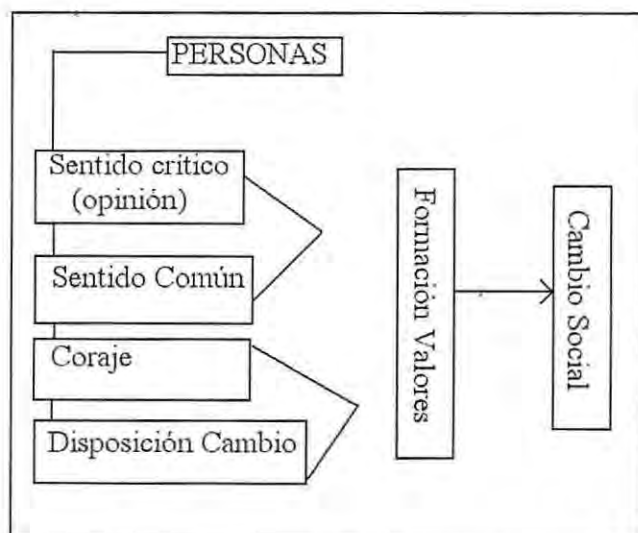 PERSONAS
Sentido crítico
(opinión)
Sentido Común
Coraje
Disposición Cambio
Formación Valores
Cambio Social